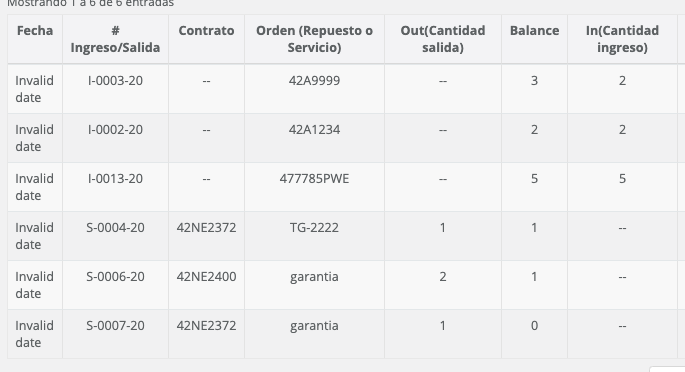 Mostrando 1 a 6 de 6 entradas
Fecha # Ingreso/Salida Contrato Orden (Repuesto o Servicio) Out(Cantidad salida) Balance In(Cantidad ingreso)
Invalid date I-0003-20 -- 42A9999 -- 3 2
Invalid date I-0002-20 -- 42A1234 -- 2 2
Invalid date I-0013-20 -- 477785PWE -- 5 5
Invalid date S-0004-20 42NE2372 TG-2222 1 1 --
Invalid date S-0006-20 42NE2400 garantia 2 1 --
Invalid date S-0007-20 42NE2372 garantia 1 0 --